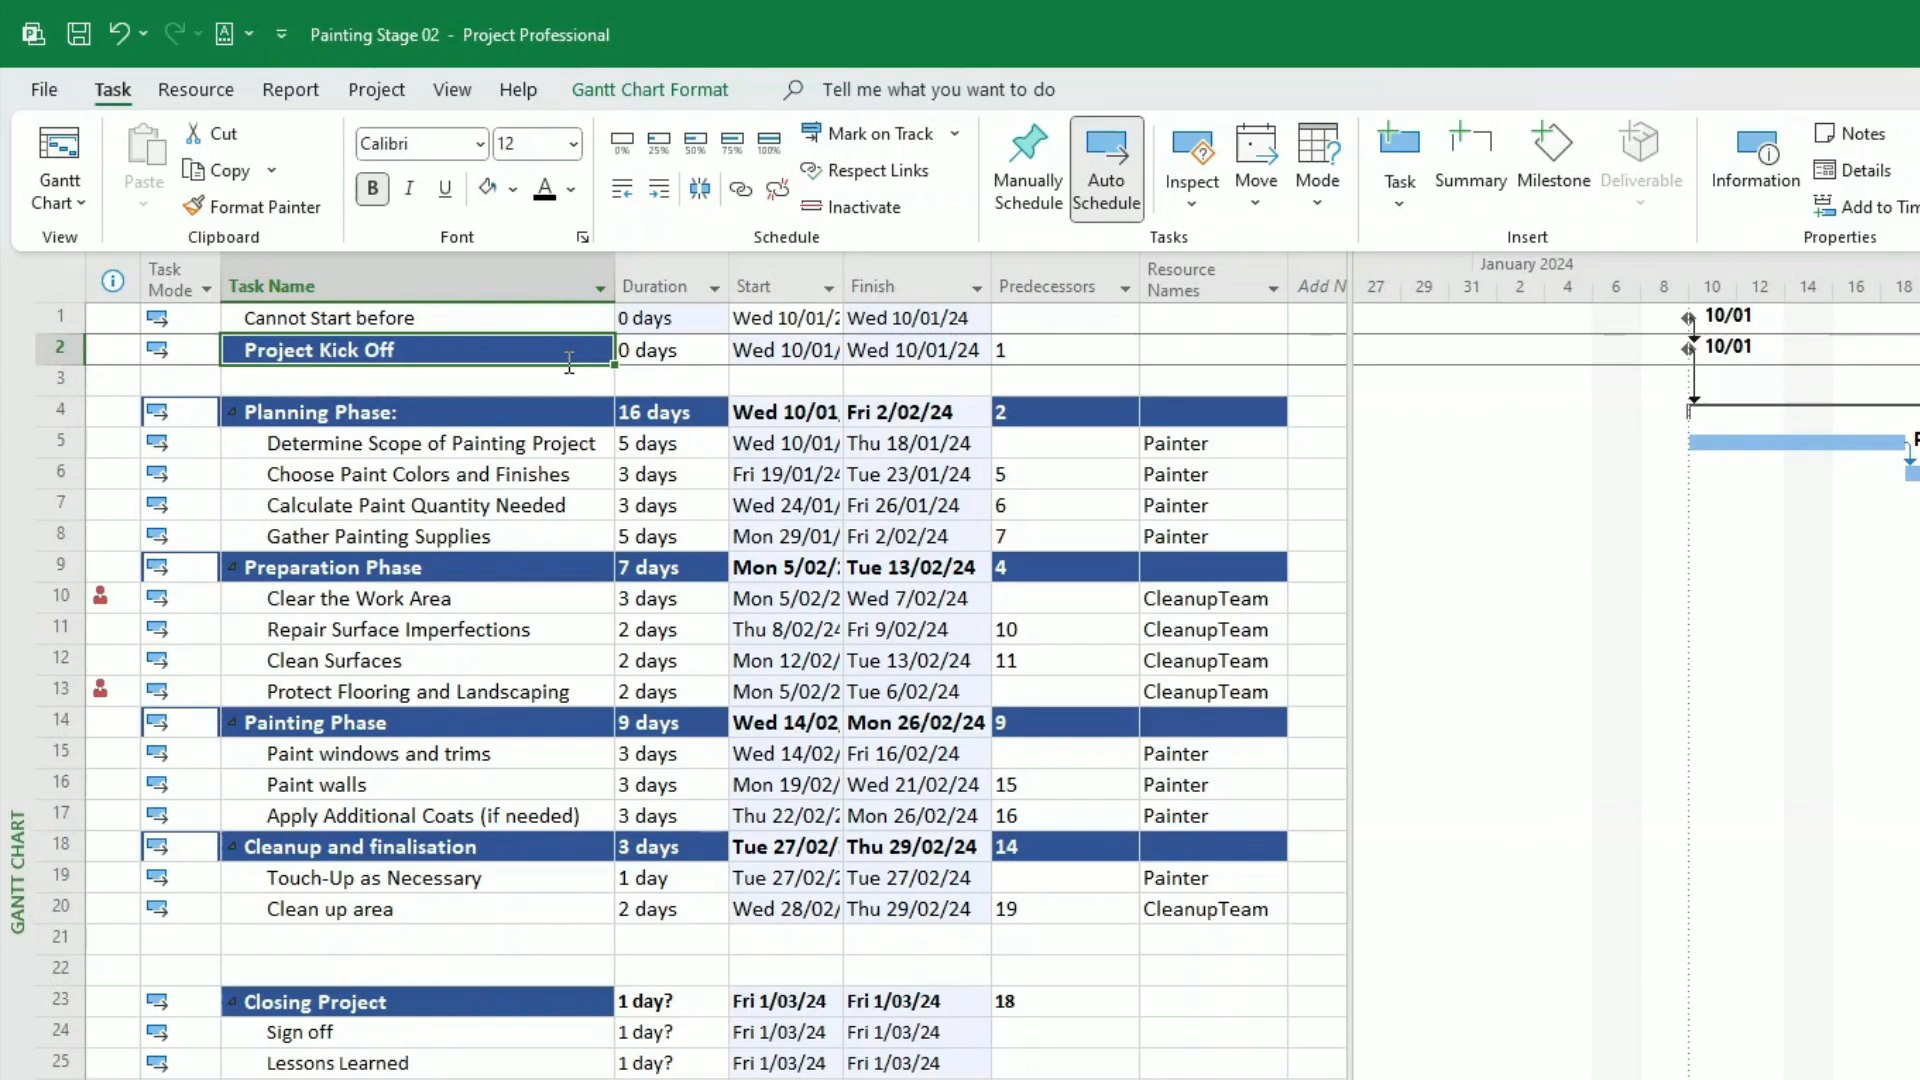 Painting Stage 02 - Project Professional
File Task Resource Report Project View Help Gantt Chart Format Tell me what you want to do
Gantt Chart
View
Paste
Cut
Copy
Format Painter
Clipboard
Calibri 12
B I U A
Font
0% 25% 50% 75% 100%
Mark on Track
Respect Links
Inactivate
Schedule
Manually Schedule
Auto Schedule
Inspect
Move
Mode
Tasks
Task
Summary
Milestone
Deliverable
Insert
Information
Notes
Details
Add to Tim
Properties
Task Mode Task Name Duration Start Finish Predecessors Resource Names Add N
January 2024
27 29 31 2 4 6 8 10 12 14 16 18
1 Cannot Start before 0 days Wed 10/01/2 Wed 10/01/24 10/01
2 Project Kick Off 0 days Wed 10/01/ Wed 10/01/24 1 10/01
3
4 Planning Phase: 16 days Wed 10/01 Fri 2/02/24 2
5 Determine Scope of Painting Project 5 days Wed 10/01/ Thu 18/01/24 Painter
6 Choose Paint Colors and Finishes 3 days Fri 19/01/24 Tue 23/01/24 5 Painter
7 Calculate Paint Quantity Needed 3 days Wed 24/01/ Fri 26/01/24 6 Painter
8 Gather Painting Supplies 5 days Mon 29/01/ Fri 2/02/24 7 Painter
9 Preparation Phase 7 days Mon 5/02/ Tue 13/02/24 4
10 Clear the Work Area 3 days Mon 5/02/2 Wed 7/02/24 CleanupTeam
11 Repair Surface Imperfections 2 days Thu 8/02/24 Fri 9/02/24 10 CleanupTeam
12 Clean Surfaces 2 days Mon 12/02/ Tue 13/02/24 11 CleanupTeam
13 Protect Flooring and Landscaping 2 days Mon 5/02/2 Tue 6/02/24 CleanupTeam
14 Painting Phase 9 days Wed 14/02 Mon 26/02/24 9
15 Paint windows and trims 3 days Wed 14/02/ Fri 16/02/24 Painter
16 Paint walls 3 days Mon 19/02/ Wed 21/02/24 15 Painter
17 Apply Additional Coats (if needed) 3 days Thu 22/02/2 Mon 26/02/24 16 Painter
18 Cleanup and finalisation 3 days Tue 27/02/ Thu 29/02/24 14
19 Touch-Up as Necessary 1 day Tue 27/02/2 Tue 27/02/24 Painter
20 Clean up area 2 days Wed 28/02/ Thu 29/02/24 19 CleanupTeam
21
22
23 Closing Project 1 day? Fri 1/03/24 Fri 1/03/24 18
24 Sign off 1 day? Fri 1/03/24 Fri 1/03/24
25 Lessons Learned 1 day? Fri 1/03/24 Fri 1/03/24
GANTT CHART